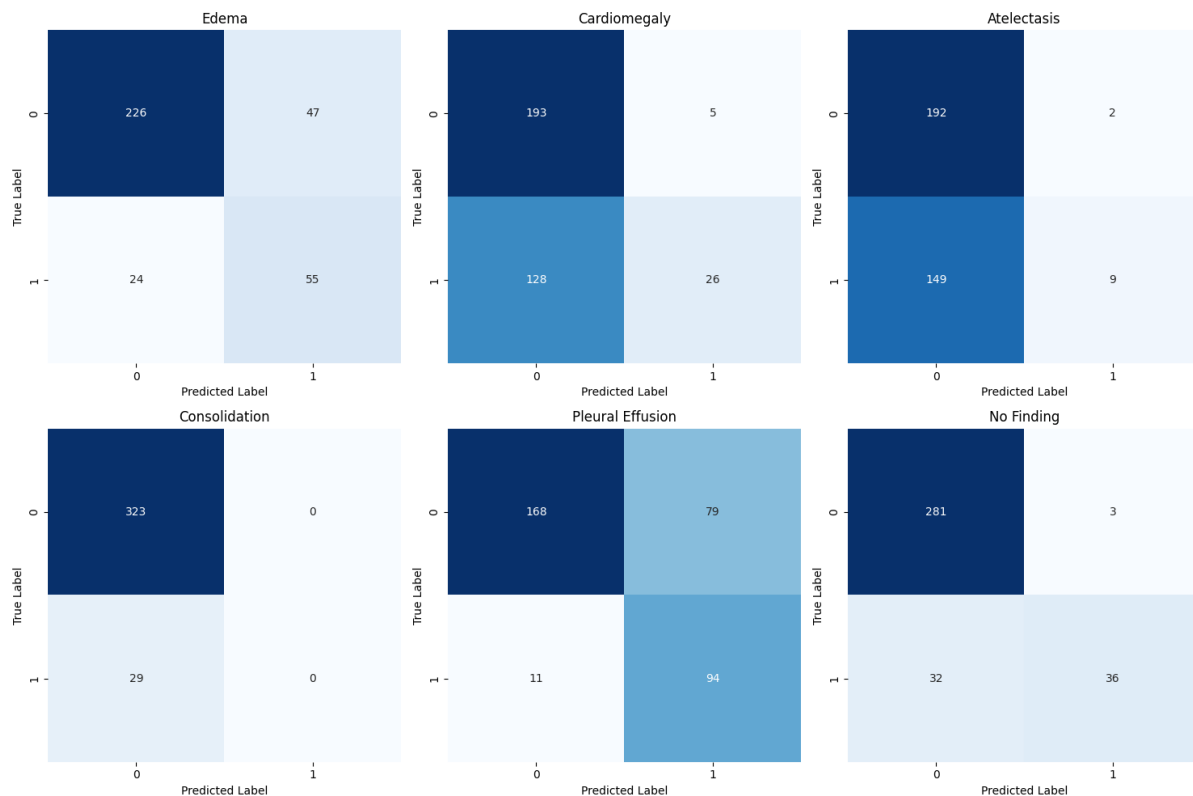 Edema
0
226
47
True Label
1
24
55
0
1
Predicted Label
Cardiomegaly
0
193
5
True Label
1
128
26
0
1
Predicted Label
Atelectasis
0
192
2
True Label
1
149
9
0
1
Predicted Label
Consolidation
0
323
0
True Label
1
29
0
0
1
Predicted Label
Pleural Effusion
0
168
79
True Label
1
11
94
0
1
Predicted Label
No Finding
0
281
3
True Label
1
32
36
0
1
Predicted Label